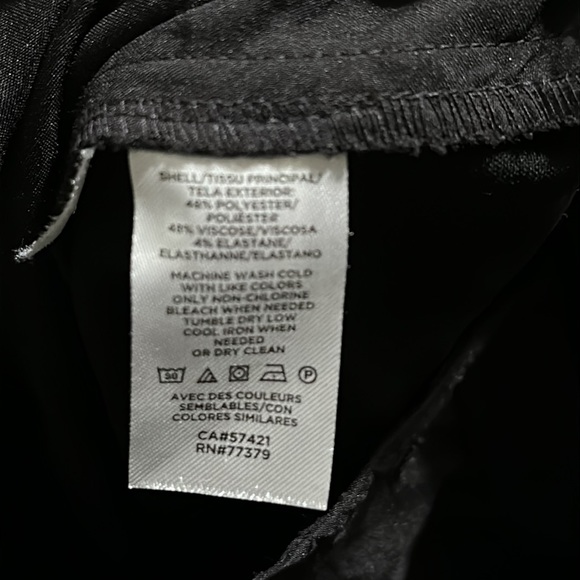 SHELL/TISSU PRINCIPAL/
TELA EXTERIOR:
48% POLYESTER/
POLIÉSTER
48% VISCOSE/VISCOSA
4% ELASTANE/
ELASTHANNE/ELASTANO
MACHINE WASH COLD
WITH LIKE COLORS
ONLY NON-CHLORINE
BLEACH WHEN NEEDED
TUMBLE DRY LOW
COOL IRON WHEN
NEEDED
OR DRY CLEAN
30 P
AVEC DES COULEURS
SEMBLABLES/CON
COLORES SIMILARES
CA#57421
RN#77379